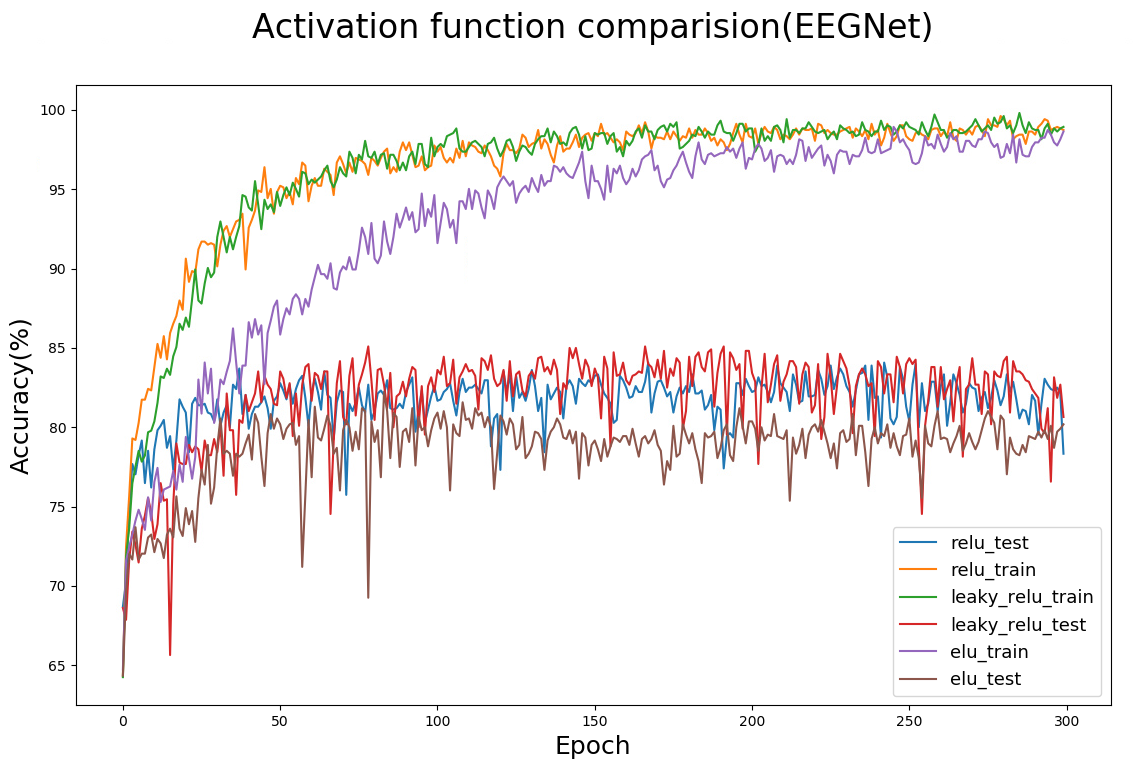 Activation function comparision(EEGNet)
Accuracy(%)
100
95
90
85
80
75
70
65
0 50 100 150 200 250 300
Epoch
relu_test
relu_train
leaky_relu_train
leaky_relu_test
elu_train
elu_test